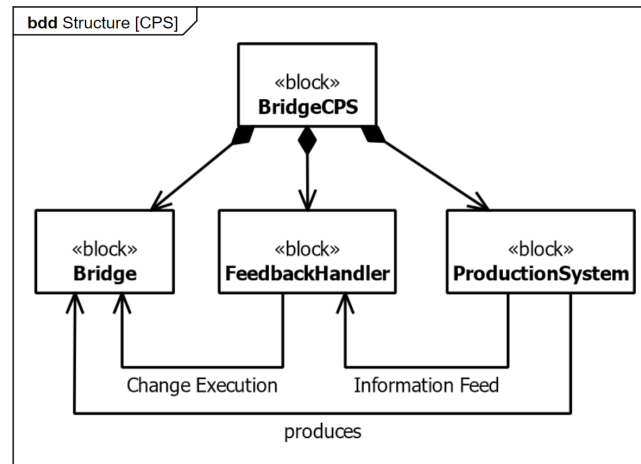 bdd Structure [CPS]
«block»
BridgeCPS
«block»
Bridge
«block»
FeedbackHandler
«block»
ProductionSystem
Change Execution
Information Feed
produces